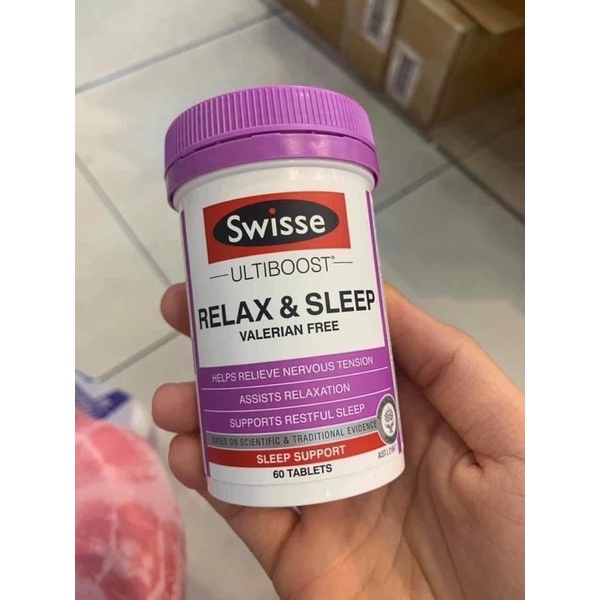 Swisse
ULTIBOOST®
RELAX & SLEEP
VALERIAN FREE
HELPS RELIEVE NERVOUS TENSION
ASSISTS RELAXATION
SUPPORTS RESTFUL SLEEP
BASED ON SCIENTIFIC & TRADITIONAL EVIDENCE
SLEEP SUPPORT
60 TABLETS